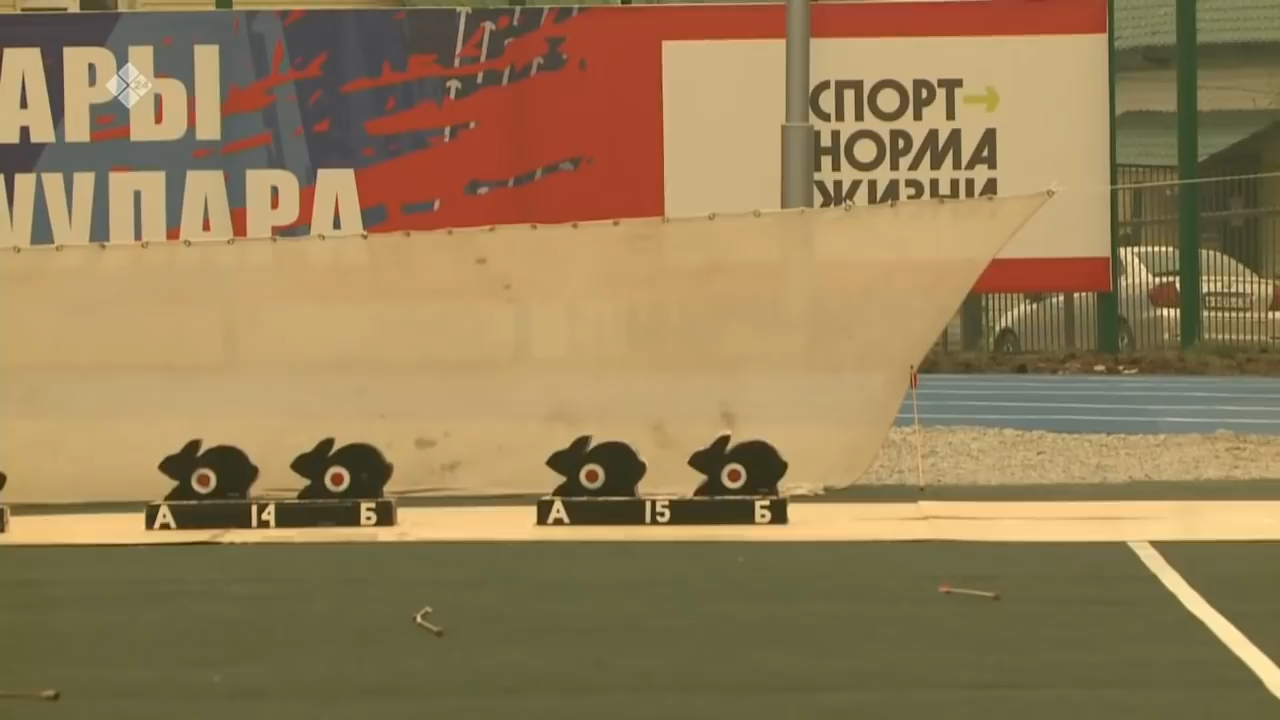 АРЫ
УУПАРА
СПОРТ→
НОРМА
ЖИЗНИ
А 14 Б
А 15 Б